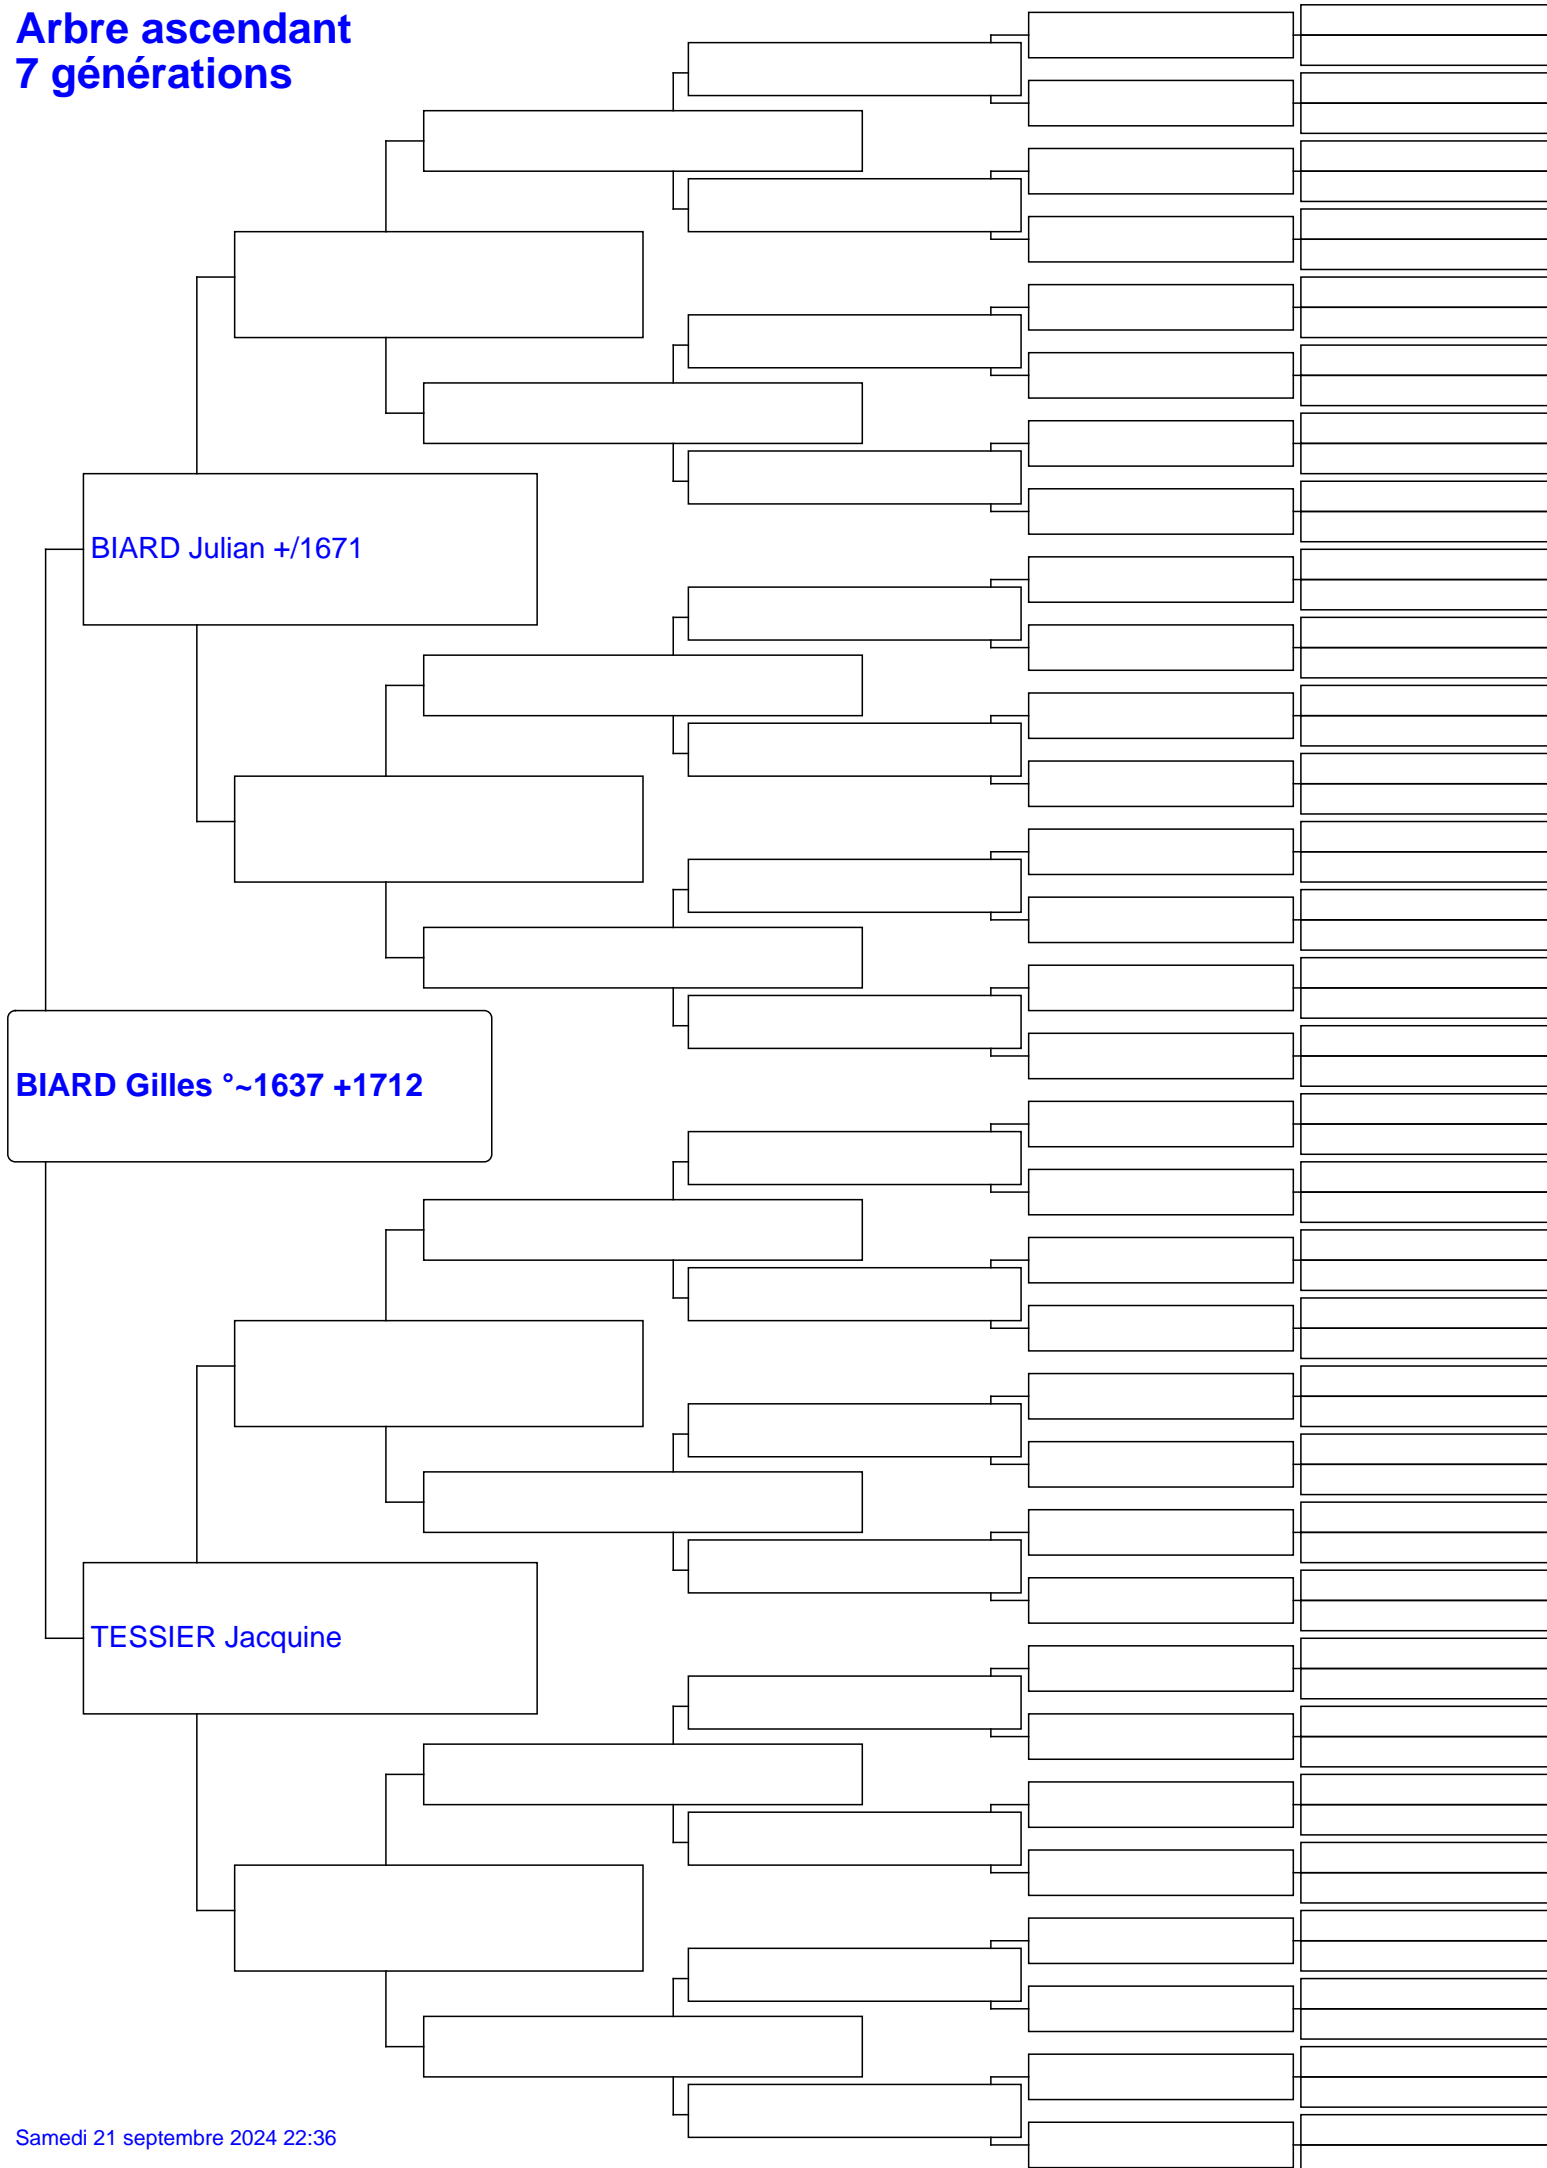 Arbre ascendant
7 générations
BIARD Julian +/1671
BIARD Gilles °~1637 +1712
TESSIER Jacquine
Samedi 21 septembre 2024 22:36